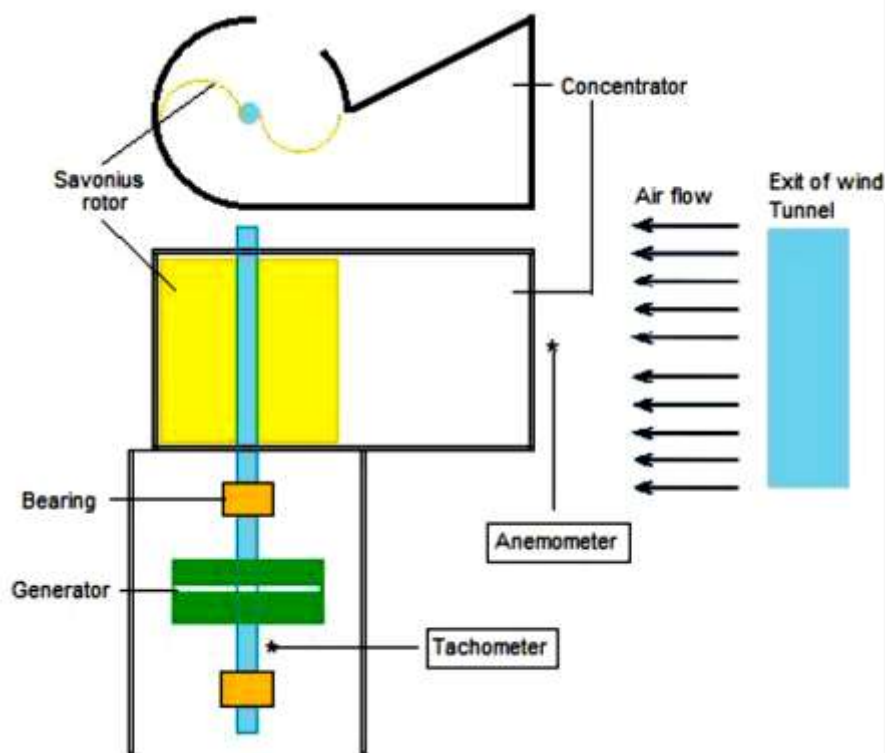 Concentrator
Savonius
rotor
Air flow
Exit of wind
Tunnel
Bearing
Anemometer
Generator
Tachometer